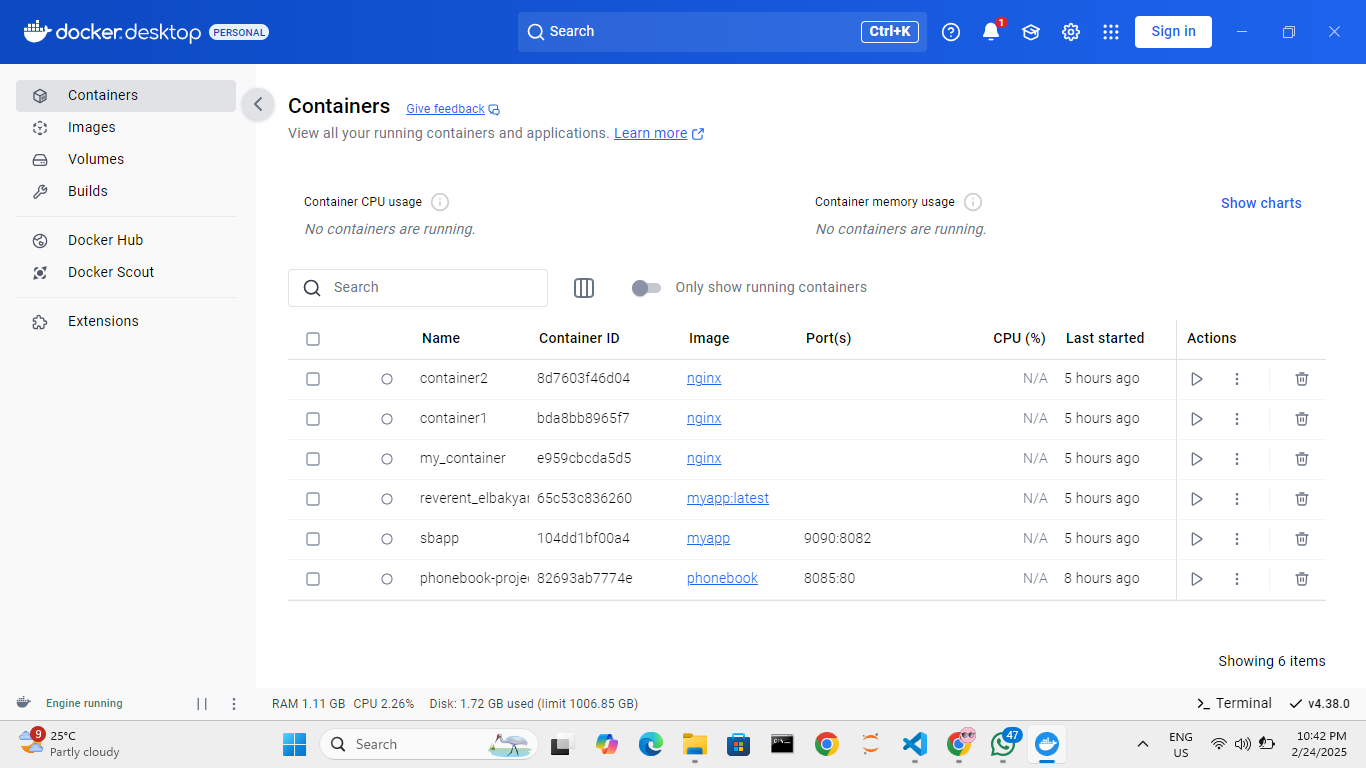 docker.desktop PERSONAL
Search Ctrl+K
1
Sign in
Containers
Images
Volumes
Builds
Docker Hub
Docker Scout
Extensions
Containers Give feedback
View all your running containers and applications. Learn more
Container CPU usage
No containers are running.
Container memory usage
No containers are running.
Show charts
Search
Only show running containers
Name Container ID Image Port(s) CPU (%) Last started Actions
container2 8d7603f46d04 nginx N/A 5 hours ago
container1 bda8bb8965f7 nginx N/A 5 hours ago
my_container e959cbcda5d5 nginx N/A 5 hours ago
reverent_elbakyan 65c53c836260 myapp:latest N/A 5 hours ago
sbapp 104dd1bf00a4 myapp 9090:8082 N/A 5 hours ago
phonebook-projec 82693ab7774e phonebook 8085:80 N/A 8 hours ago
Showing 6 items
Engine running
RAM 1.11 GB CPU 2.26% Disk: 1.72 GB used (limit 1006.85 GB)
Terminal v4.38.0
9
25°C
Partly cloudy
Search
47
ENG
US
10:42 PM
2/24/2025